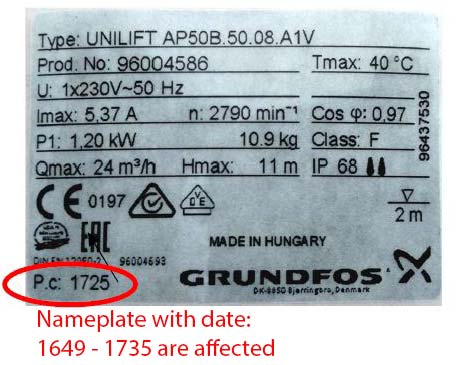 Type: UNILIFT AP50B.50.08.A1V
Prod. No: 96004586 Tmax: 40 °C
U: 1x230V~50 Hz
Imax: 5,37 A n: 2790 min⁻¹ Cos φ: 0,97
P1: 1,20 kW 10.9 kg Class: F
Qmax: 24 m³/h Hmax: 11 m IP 68
96437530
CE 0197 VDE
EAC
2 m
MADE IN HUNGARY
96004693
P.c: 1725 GRUNDFOS
DK-8850 Bjerringbro, Denmark
Nameplate with date:
1649 - 1735 are affected